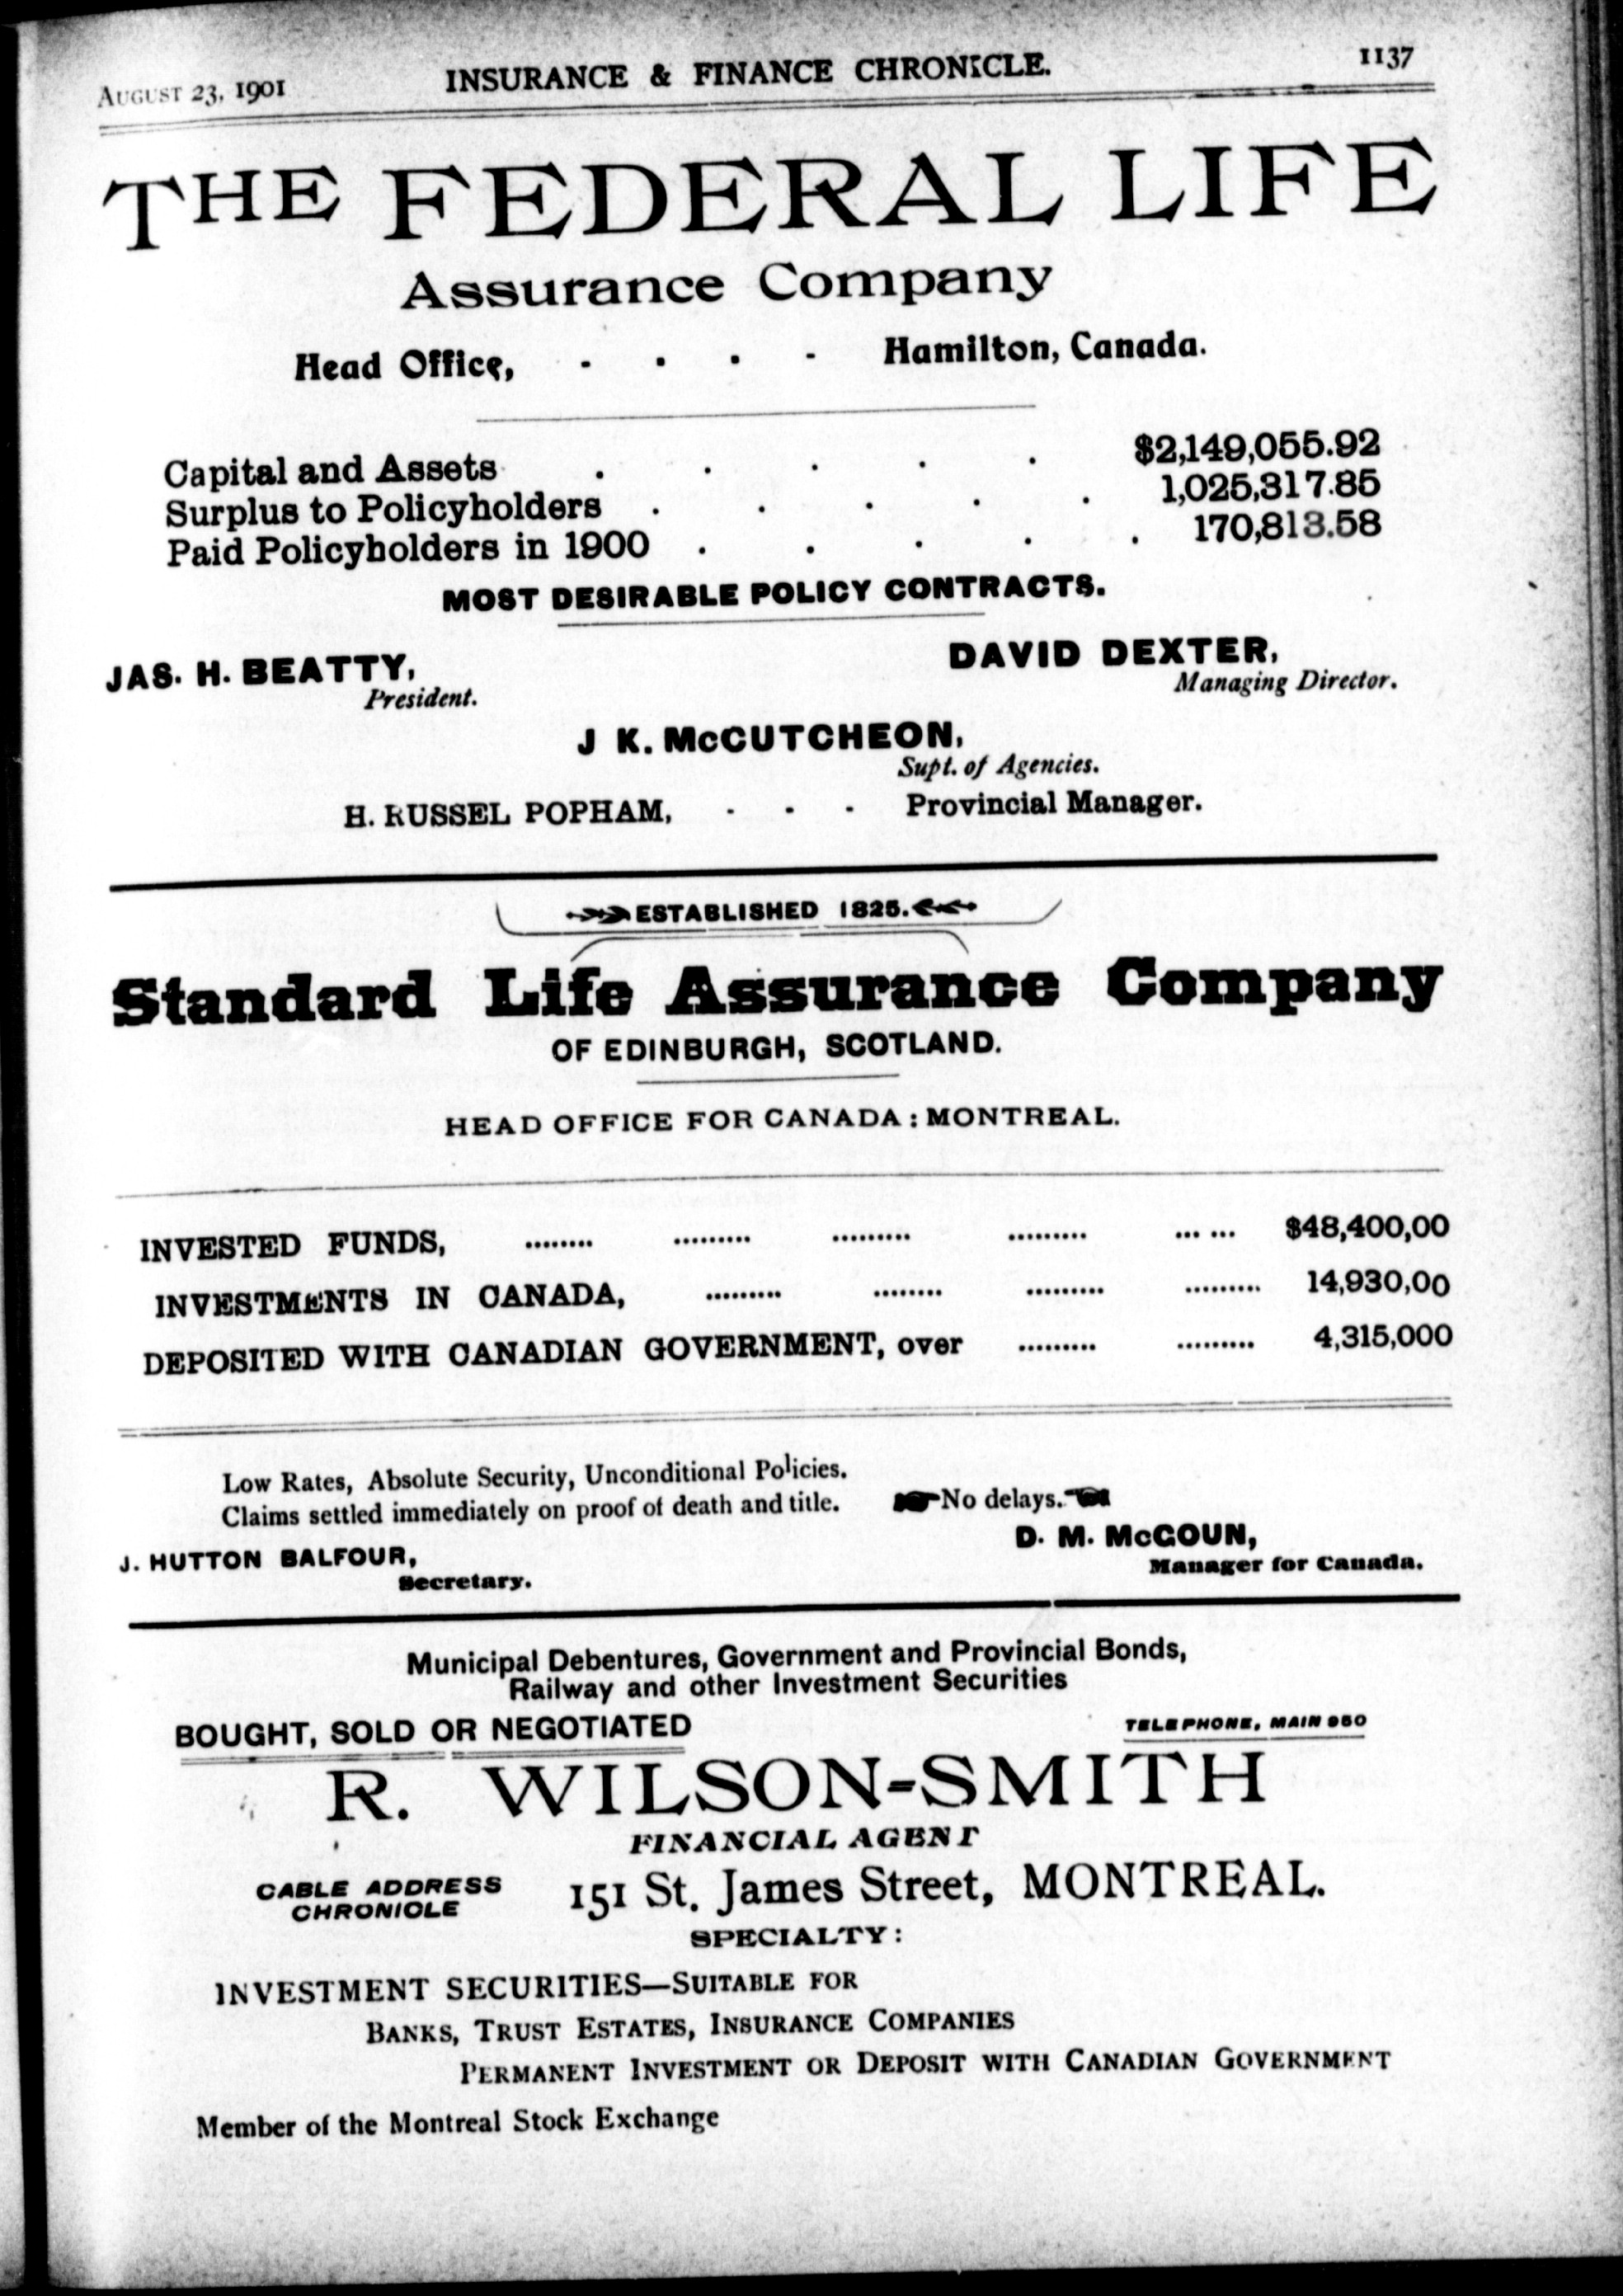 AUGUST 23, 1901 INSURANCE & FINANCE CHRONICLE. 1137
THE FEDERAL LIFE
Assurance Company
Head Office, - - - - Hamilton, Canada.
Capital and Assets . . . . . $2,149,055.92
Surplus to Policyholders . . . . . 1,025,317.85
Paid Policyholders in 1900 . . . . . 170,813.58
MOST DESIRABLE POLICY CONTRACTS.
JAS. H. BEATTY, DAVID DEXTER,
President. Managing Director.
J K. McCUTCHEON,
Supt. of Agencies.
H. RUSSEL POPHAM, - - - Provincial Manager.
ESTABLISHED 1825.
Standard Life Assurance Company
OF EDINBURGH, SCOTLAND.
HEAD OFFICE FOR CANADA : MONTREAL.
INVESTED FUNDS, ........ ......... ......... ......... ... ... $48,400,00
INVESTMENTS IN CANADA, ......... ........ ......... ......... 14,930,00
DEPOSITED WITH CANADIAN GOVERNMENT, over ......... ......... 4,315,000
Low Rates, Absolute Security, Unconditional Policies.
Claims settled immediately on proof of death and title. No delays.
J. HUTTON BALFOUR, D. M. McGOUN,
Secretary. Manager for Canada.
Municipal Debentures, Government and Provincial Bonds,
Railway and other Investment Securities
BOUGHT, SOLD OR NEGOTIATED TELEPHONE, MAIN 950
R. WILSON-SMITH
FINANCIAL AGENT
CABLE ADDRESS
CHRONICLE
151 St. James Street, MONTREAL.
SPECIALTY :
INVESTMENT SECURITIES—SUITABLE FOR
BANKS, TRUST ESTATES, INSURANCE COMPANIES
PERMANENT INVESTMENT OR DEPOSIT WITH CANADIAN GOVERNMENT
Member of the Montreal Stock Exchange